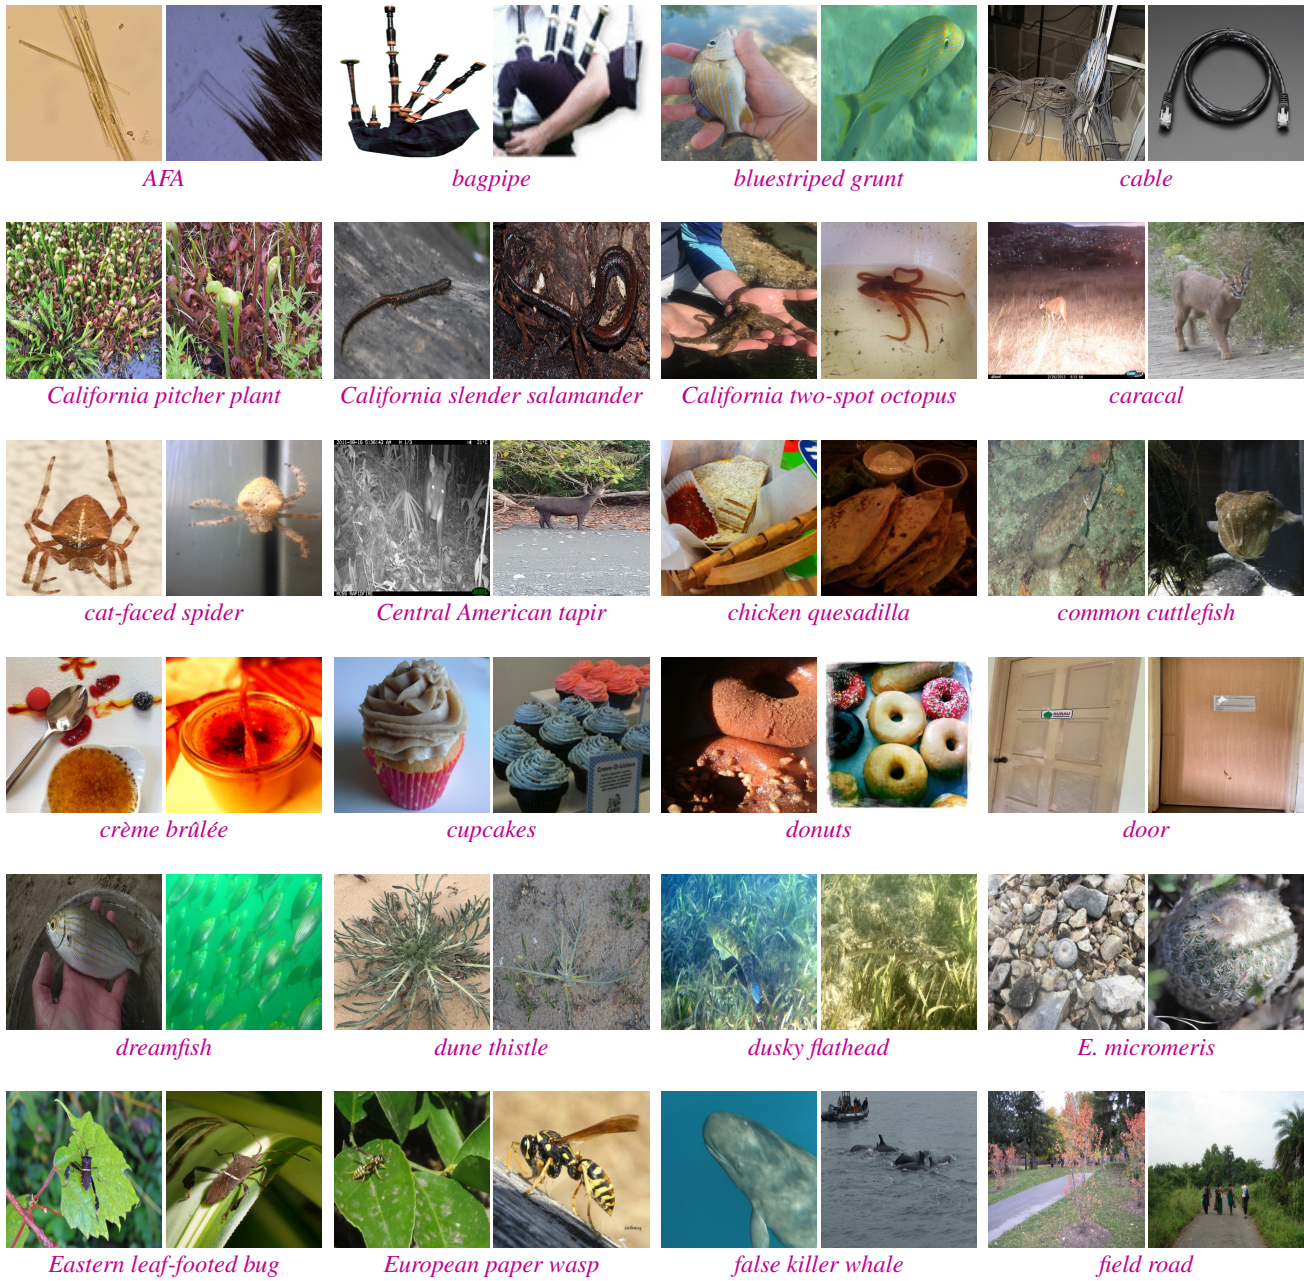 AFA
bagpipe
bluestriped grunt
cable
California pitcher plant
California slender salamander
California two-spot octopus
caracal
cat-faced spider
Central American tapir
chicken quesadilla
common cuttlefish
crème brûlée
cupcakes
donuts
door
dreamfish
dune thistle
dusky flathead
E. micromeris
Eastern leaf-footed bug
European paper wasp
false killer whale
field road